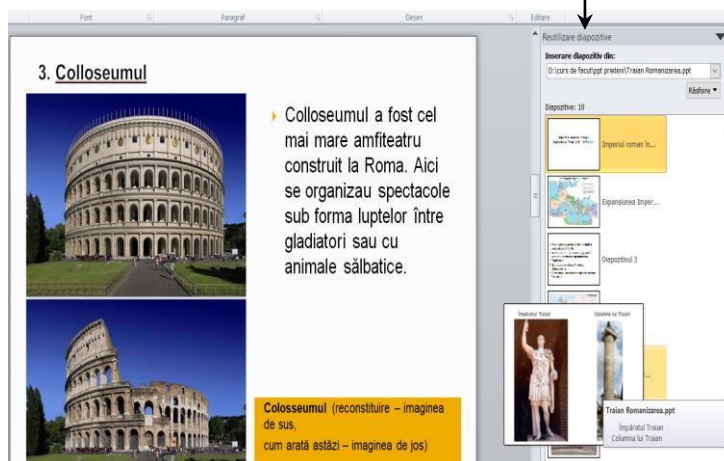 Font
Paragraf
Desen
Editare
Reutilizare diapozitive
Inserare diapozitiv din:
D:\curs de facut\ppt prieteni\Traian Romanizarea.ppt
Răsfoire
Diapozitive: 10
3. Colloseumul
Colloseumul a fost cel
mai mare amfiteatru
construit la Roma. Aici
se organizau spectacole
sub forma luptelor între
gladiatori sau cu
animale sălbatice.
Colosseumul (reconstituire – imaginea
de sus,
cum arată astăzi – imaginea de jos)
Imperiul roman în...
Expansiunea Imper...
Diapozitivul 3
Împăratul Traian
Columna lui Traian
Traian Romanizarea.ppt
Împăratul Traian
Columna lui Traian